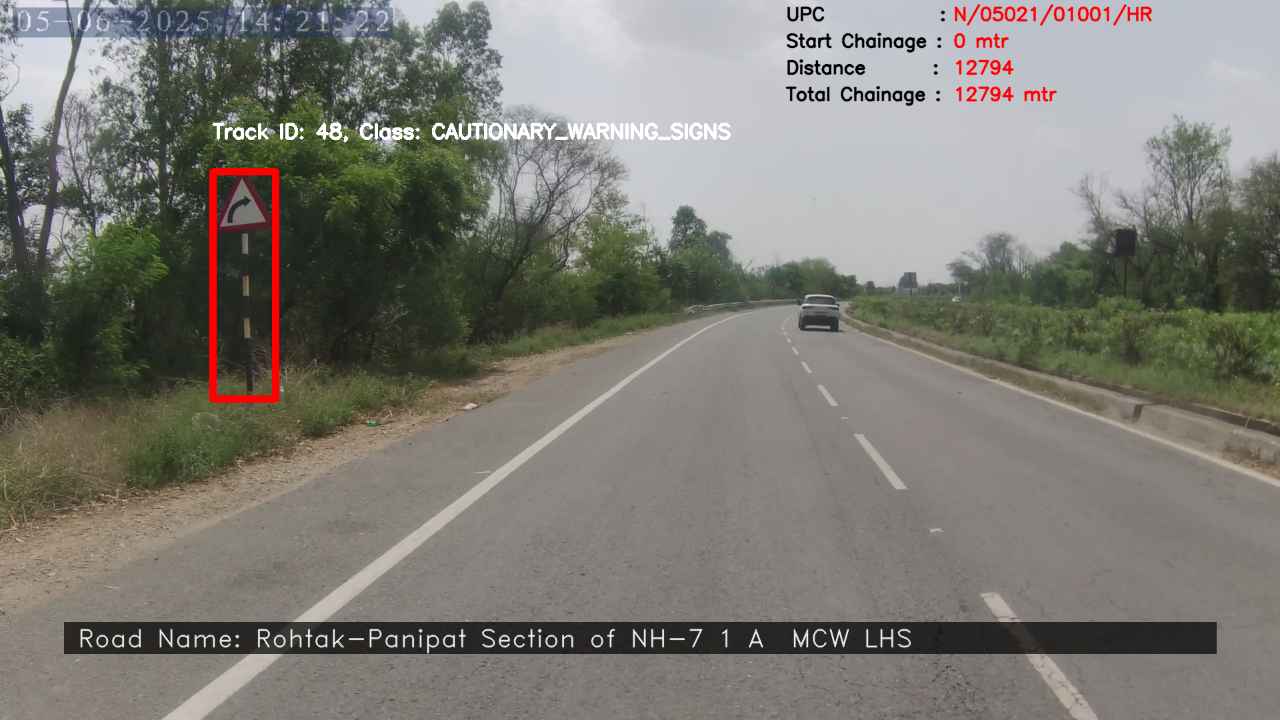 05-06-2025 14:21:22
UPC : N/05021/01001/HR
Start Chainage : 0 mtr
Distance : 12794
Total Chainage : 12794 mtr
Track ID: 48, Class: CAUTIONARY_WARNING_SIGNS
Road Name: Rohtak-Panipat Section of NH-7 1 A MCW LHS